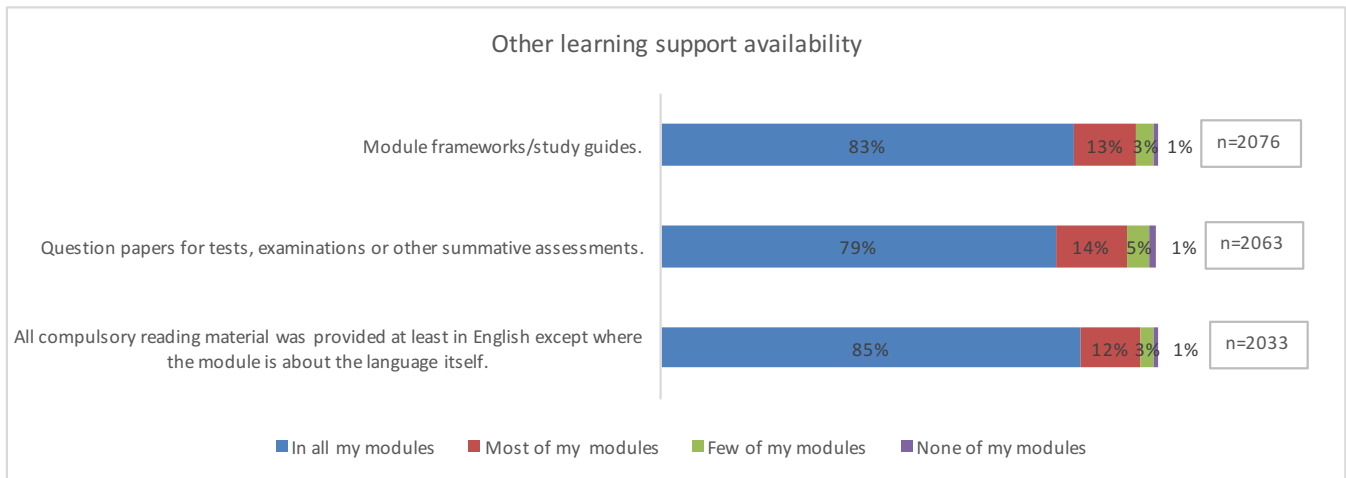 Other learning support availability
Module frameworks/study guides.
83% 13% 3% 1% n=2076
Question papers for tests, examinations or other summative assessments.
79% 14% 5% 1% n=2063
All compulsory reading material was provided at least in English except where
the module is about the language itself.
85% 12% 3% 1% n=2033
In all my modules Most of my modules Few of my modules None of my modules